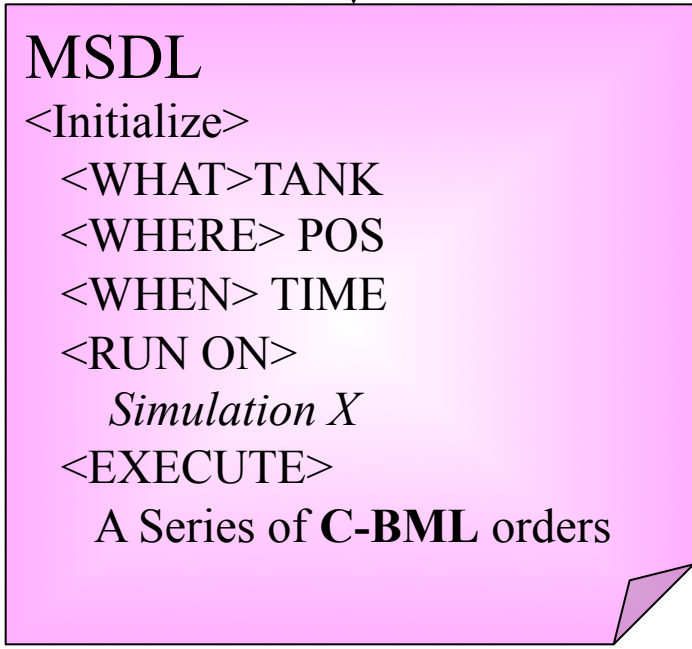 MSDL
<Initialize>
<WHAT>TANK
<WHERE> POS
<WHEN> TIME
<RUN ON>
Simulation X
<EXECUTE>
A Series of C-BML orders